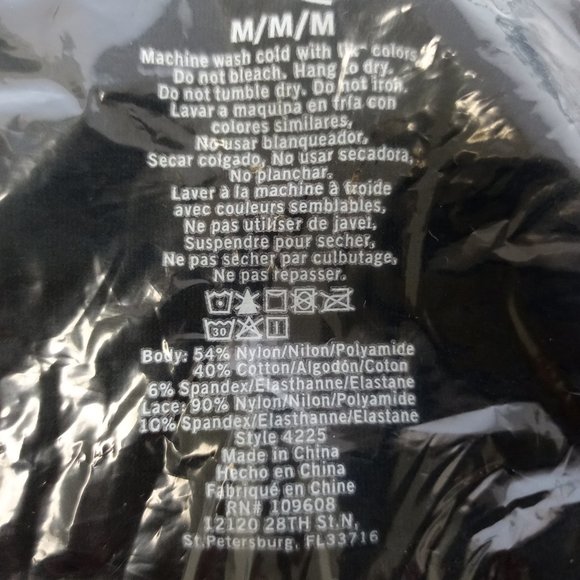 M/M/M
Machine wash cold with like colors,
Do not bleach. Hang to dry.
Do not tumble dry. Do not iron.
Lavar a maquina en fría con
colores similares,
No usar blanqueador,
Secar colgado, No usar secadora,
No planchar.
Laver à la machine à froide
avec couleurs semblables,
Ne pas utiliser de javel,
Suspendre pour sècher,
Ne pas sècher par culbutage,
Ne pas repasser.
30
Body: 54% Nylon/Nilon/Polyamide
40% Cotton/Algodón/Coton
6% Spandex/Elasthanne/Elastane
Lace: 90% Nylon/Nilon/Polyamide
10% Spandex/Elasthanne/Elastane
Style 4225
Made in China
Hecho en China
Fabriqué en Chine
RN# 109608
12120 28TH St.N,
St.Petersburg, FL33716